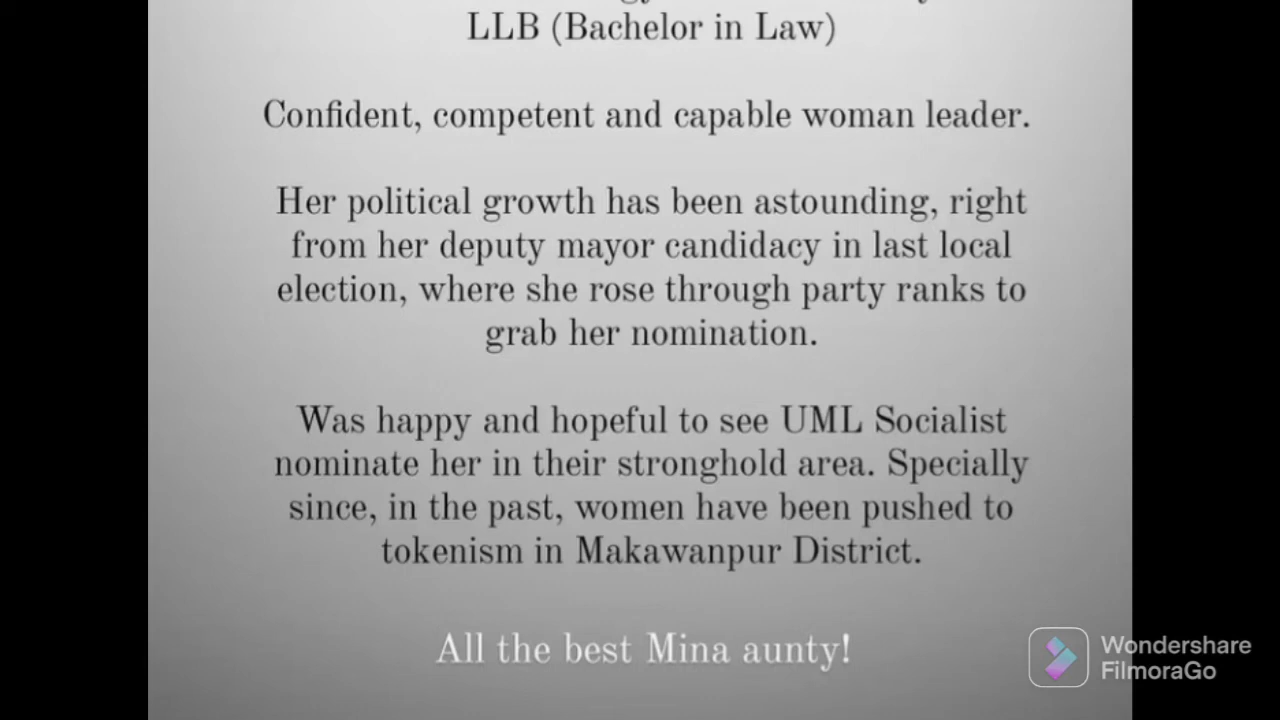 LLB (Bachelor in Law)
Confident, competent and capable woman leader.
Her political growth has been astounding, right
from her deputy mayor candidacy in last local
election, where she rose through party ranks to
grab her nomination.
Was happy and hopeful to see UML Socialist
nominate her in their stronghold area. Specially
since, in the past, women have been pushed to
tokenism in Makawanpur District.
All the best Mina aunty!
Wondershare
FilmoraGo